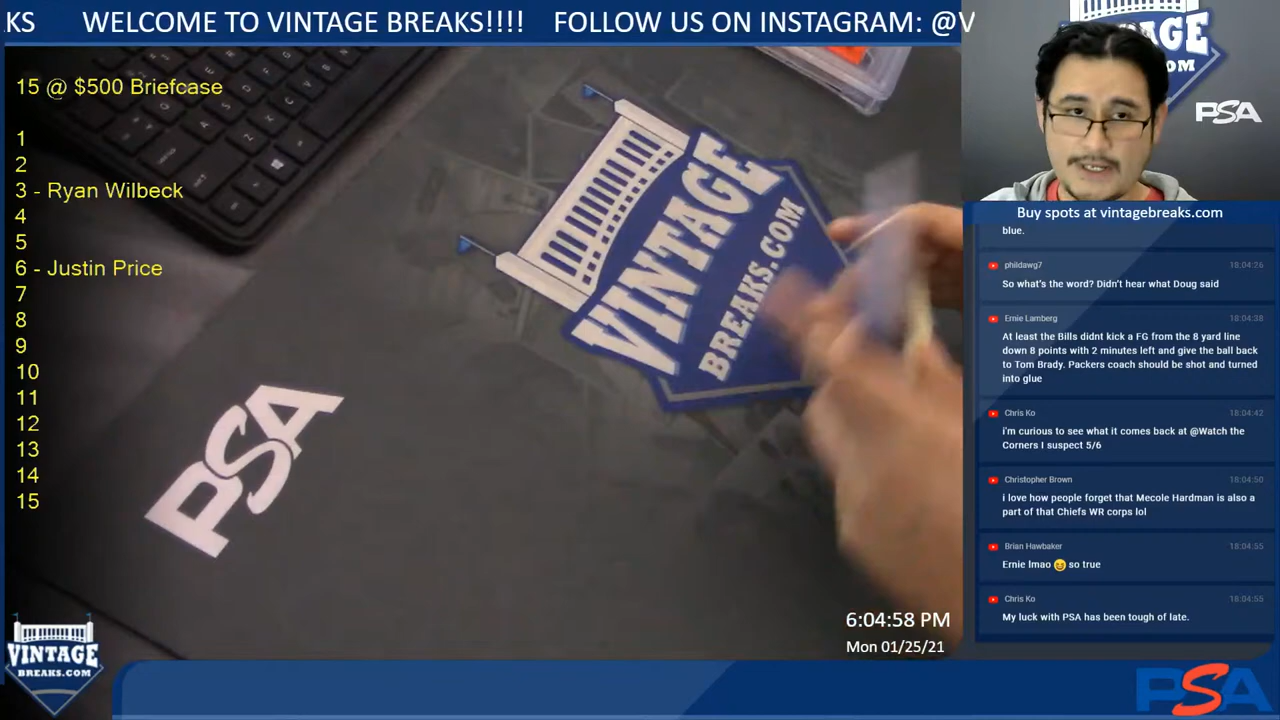 KS WELCOME TO VINTAGE BREAKS!!!! FOLLOW US ON INSTAGRAM: @V
15 @ $500 Briefcase
1
2
3 - Ryan Wilbeck
4
5
6 - Justin Price
7
8
9
10
11
12
13
14
15
VINTAGE
BREAKS.COM
PSA
6:04:58 PM
Mon 01/25/21
VINTAGE
BREAKS.COM
PSA
Buy spots at vintagebreaks.com
blue.
phildawg7 18:04:26
So what's the word? Didn't hear what Doug said
Ernie Lamberg 18:04:38
At least the Bills didnt kick a FG from the 8 yard line
down 8 points with 2 minutes left and give the ball back
to Tom Brady. Packers coach should be shot and turned
into glue
Chris Ko 18:04:42
i'm curious to see what it comes back at @Watch the
Corners I suspect 5/6
Christopher Brown 18:04:50
i love how people forget that Mecole Hardman is also a
part of that Chiefs WR corps lol
Brian Hawbaker 18:04:55
Ernie lmao 😆 so true
Chris Ko 18:04:55
My luck with PSA has been tough of late.
PSA